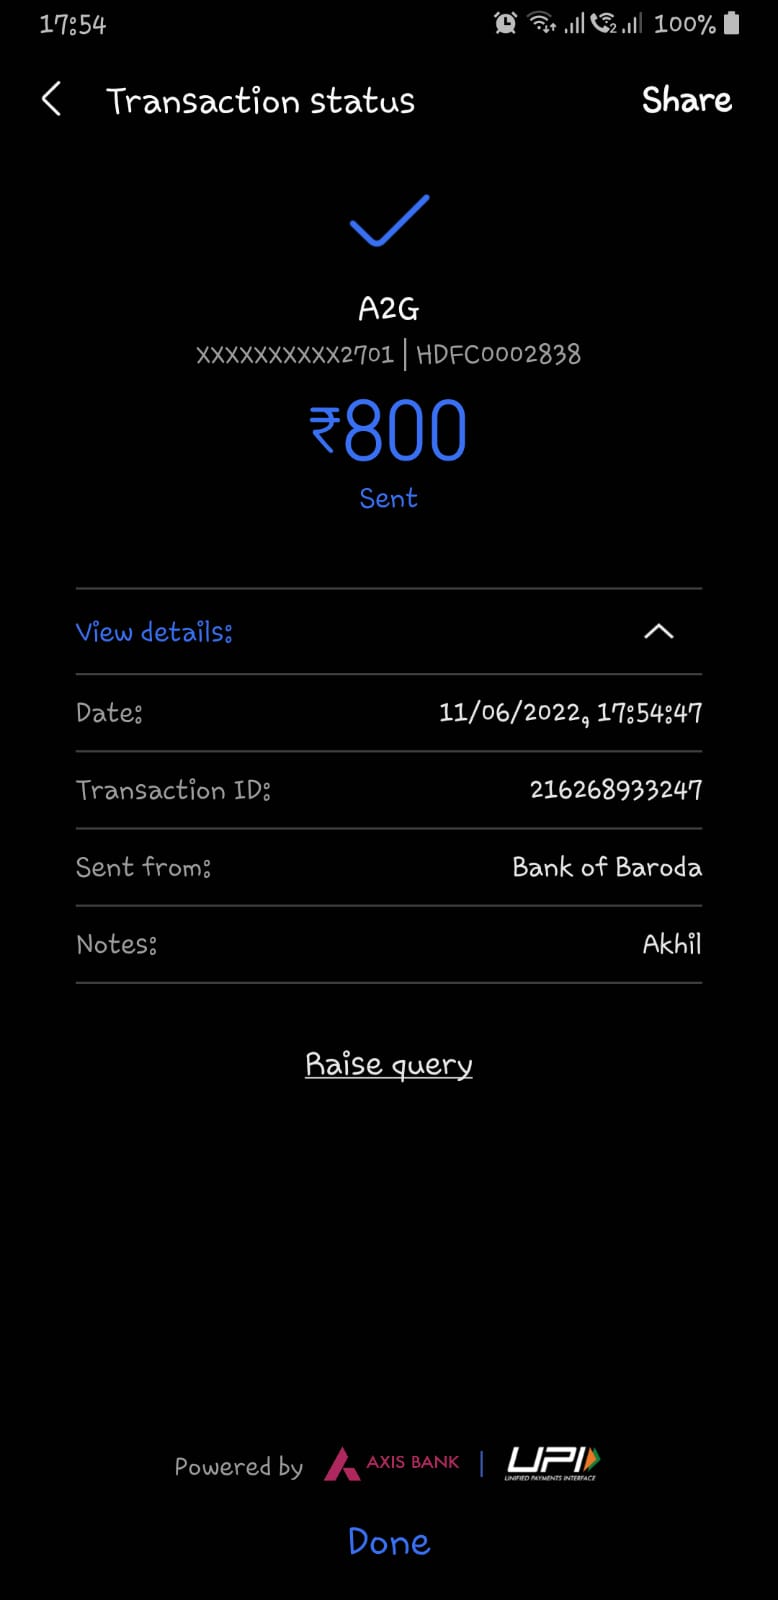 17:54
2
100%
Transaction status
Share
A2G
XXXXXXXXXX2701 | HDFC0002838
₹800
Sent
View details:
Date: 11/06/2022, 17:54:47
Transaction ID: 216268933247
Sent from: Bank of Baroda
Notes: Akhil
Raise query
Powered by AXIS BANK | UPI
UNIFIED PAYMENTS INTERFACE
Done